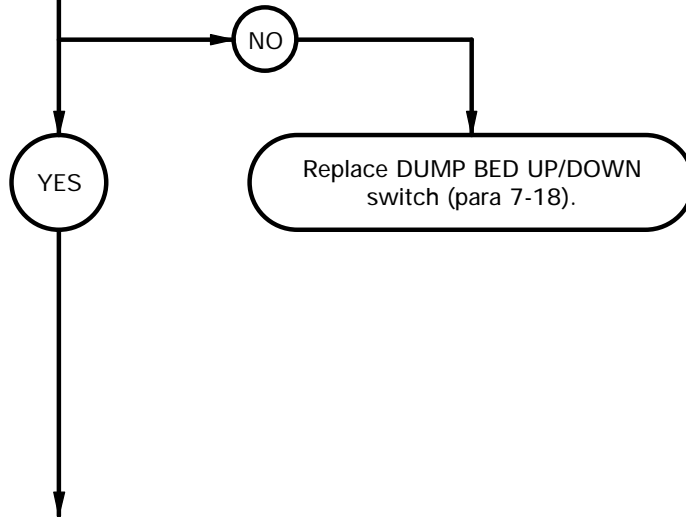 NO
YES
Replace DUMP BED UP/DOWN
switch (para 7-18).